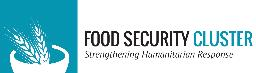 FOOD SECURITY CLUSTER
Strengthening Humanitarian Response